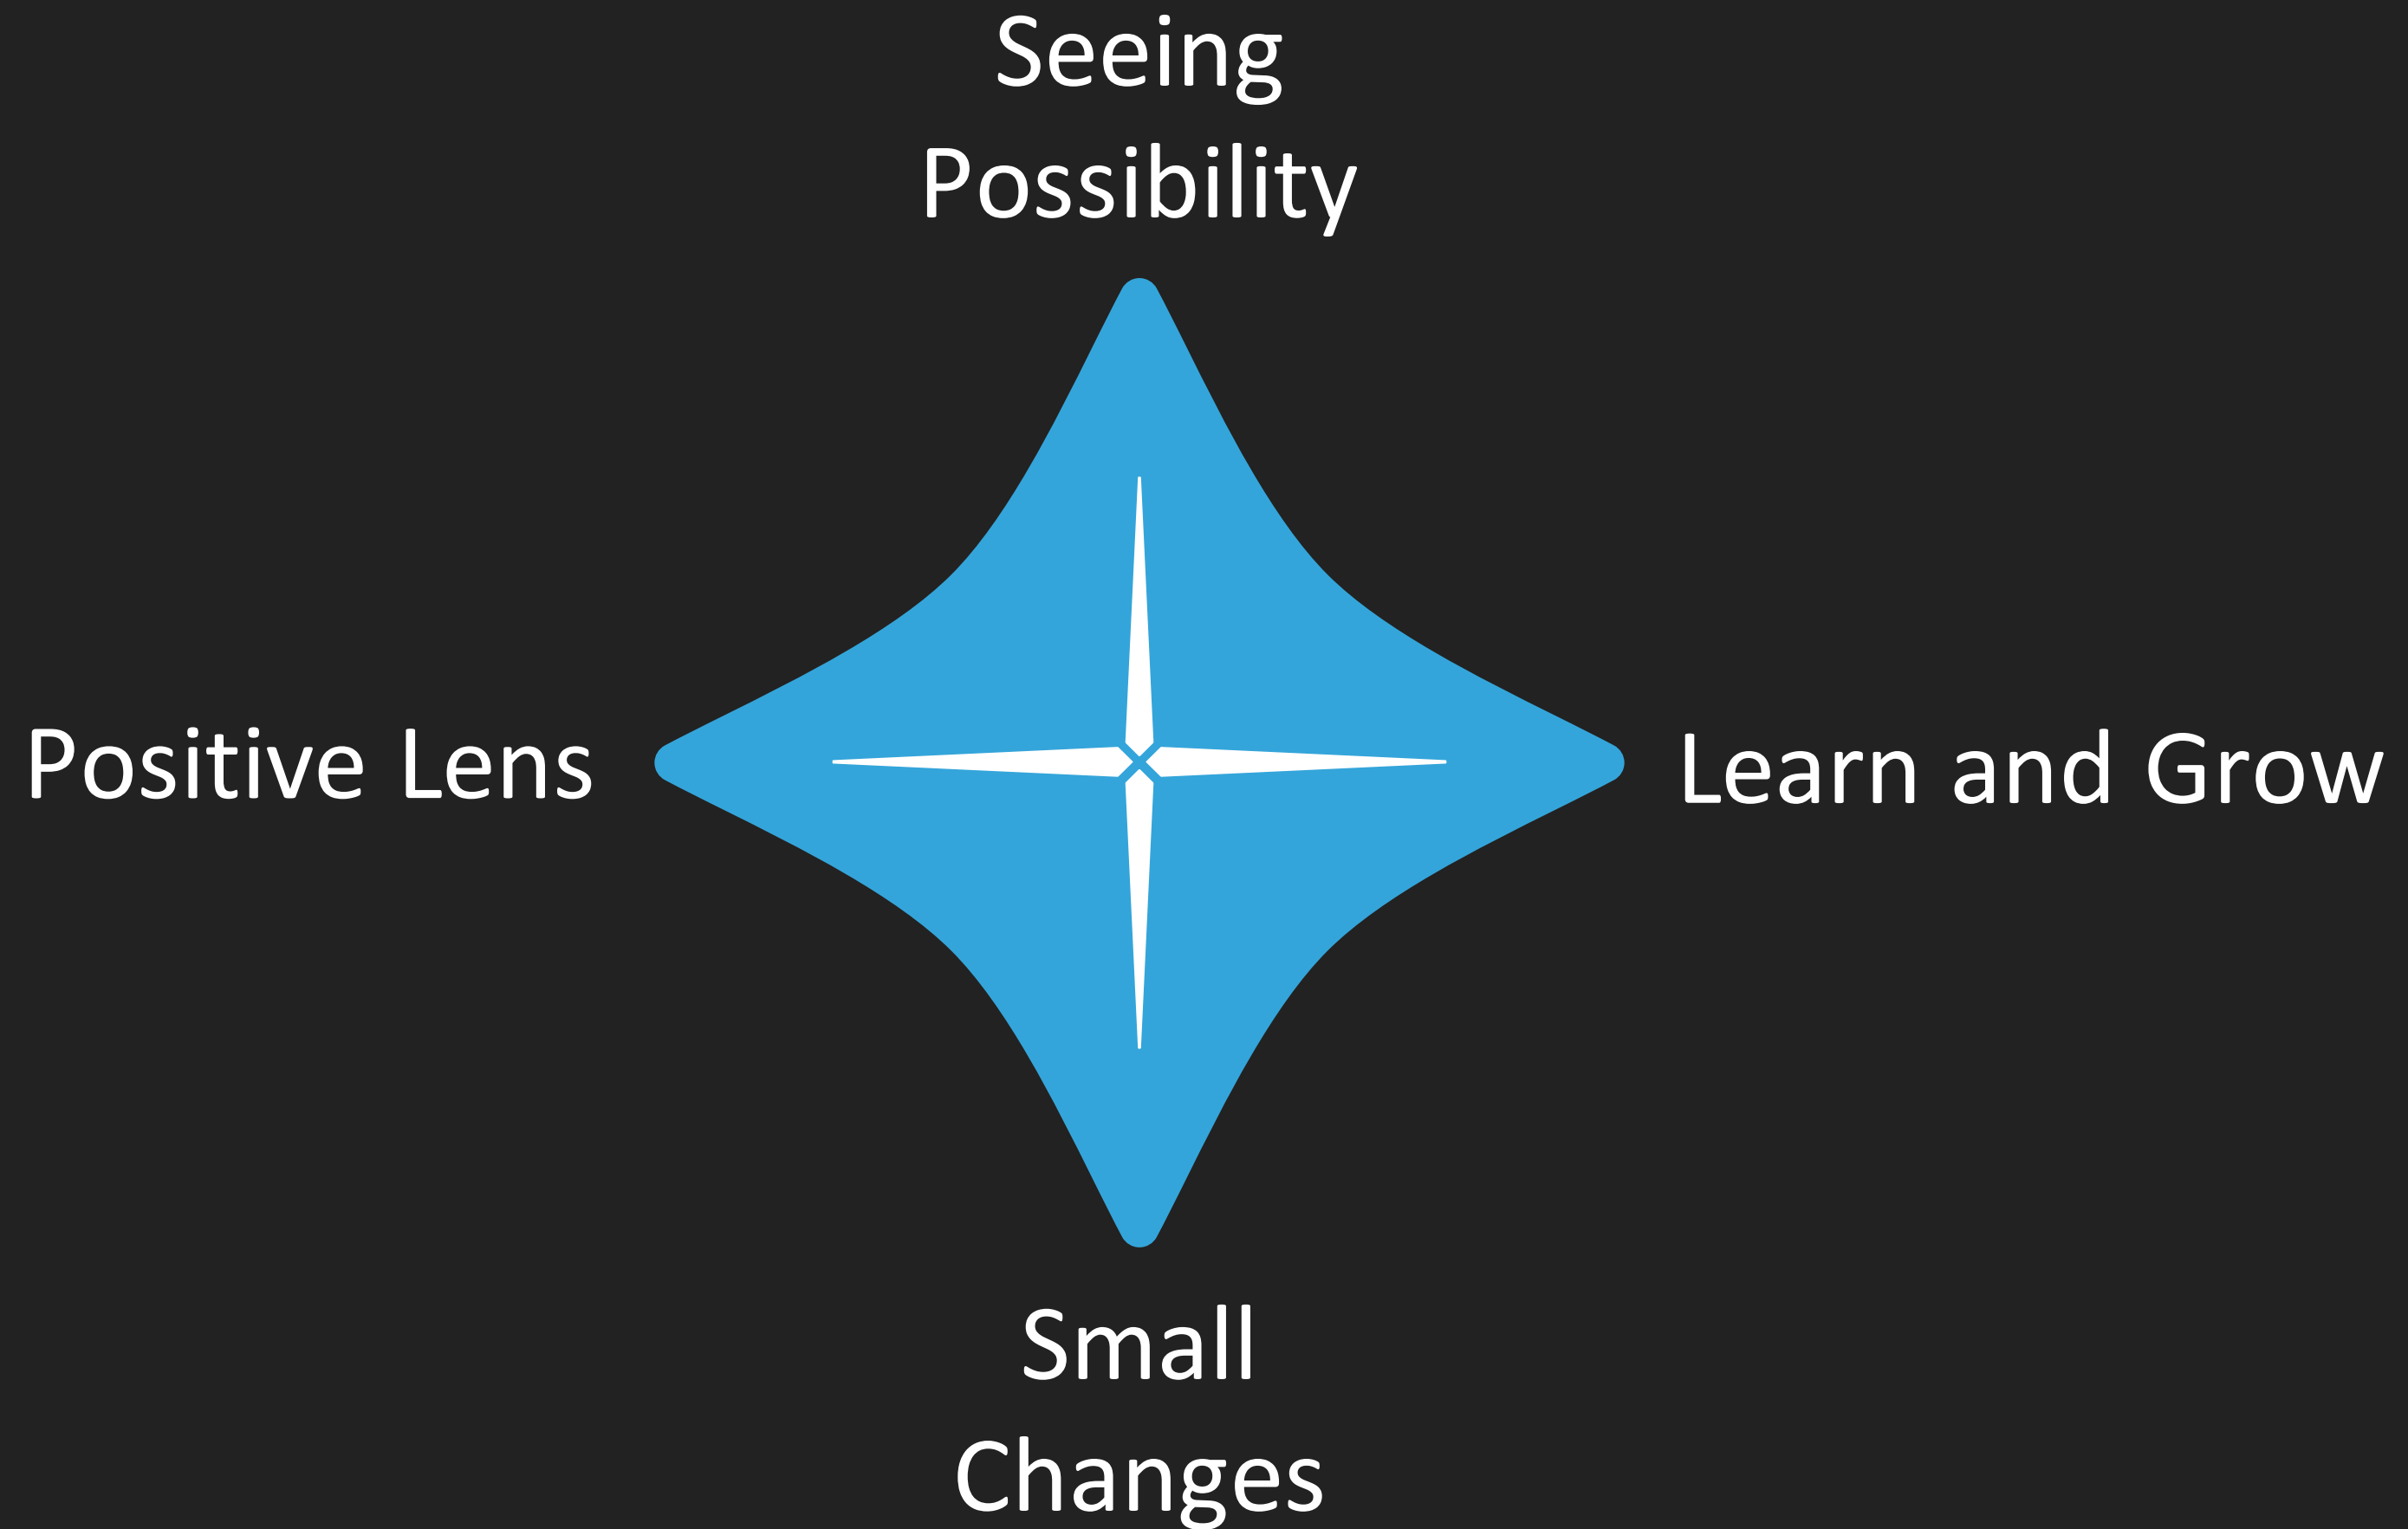 Seeing
Possibility
Positive Lens
Learn and Grow
Small
Changes